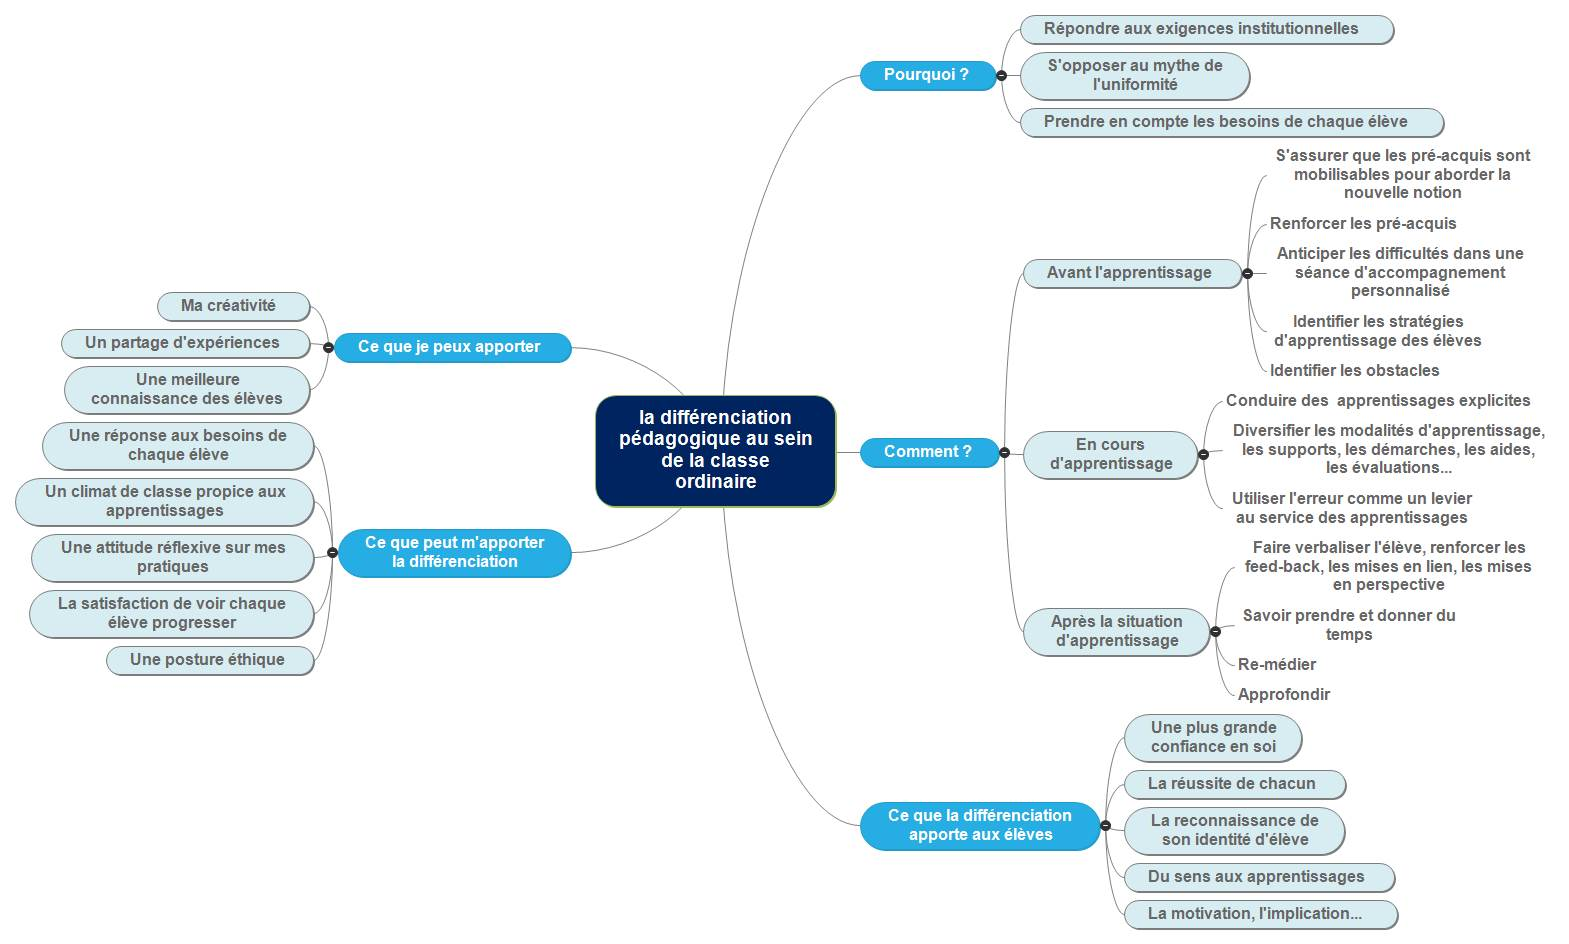 la différenciation
pédagogique au sein
de la classe
ordinaire
Pourquoi ?
Répondre aux exigences institutionnelles
S'opposer au mythe de
l'uniformité
Prendre en compte les besoins de chaque élève
Comment ?
Avant l'apprentissage
S'assurer que les pré-acquis sont
mobilisables pour aborder la
nouvelle notion
Renforcer les pré-acquis
Anticiper les difficultés dans une
séance d'accompagnement
personnalisé
Identifier les stratégies
d'apprentissage des élèves
Identifier les obstacles
En cours
d'apprentissage
Conduire des  apprentissages explicites
Diversifier les modalités d'apprentissage,
les supports, les démarches, les aides,
les évaluations...
Utiliser l'erreur comme un levier
au service des apprentissages
Après la situation
d'apprentissage
Faire verbaliser l'élève, renforcer les
feed-back, les mises en lien, les mises
en perspective
Savoir prendre et donner du
temps
Re-médier
Approfondir
Ce que la différenciation
apporte aux élèves
Une plus grande
confiance en soi
La réussite de chacun
La reconnaissance de
son identité d'élève
Du sens aux apprentissages
La motivation, l'implication...
Ce que je peux apporter
Ma créativité
Un partage d'expériences
Une meilleure
connaissance des élèves
Ce que peut m'apporter
la différenciation
Une réponse aux besoins de
chaque élève
Un climat de classe propice aux
apprentissages
Une attitude réflexive sur mes
pratiques
La satisfaction de voir chaque
élève progresser
Une posture éthique